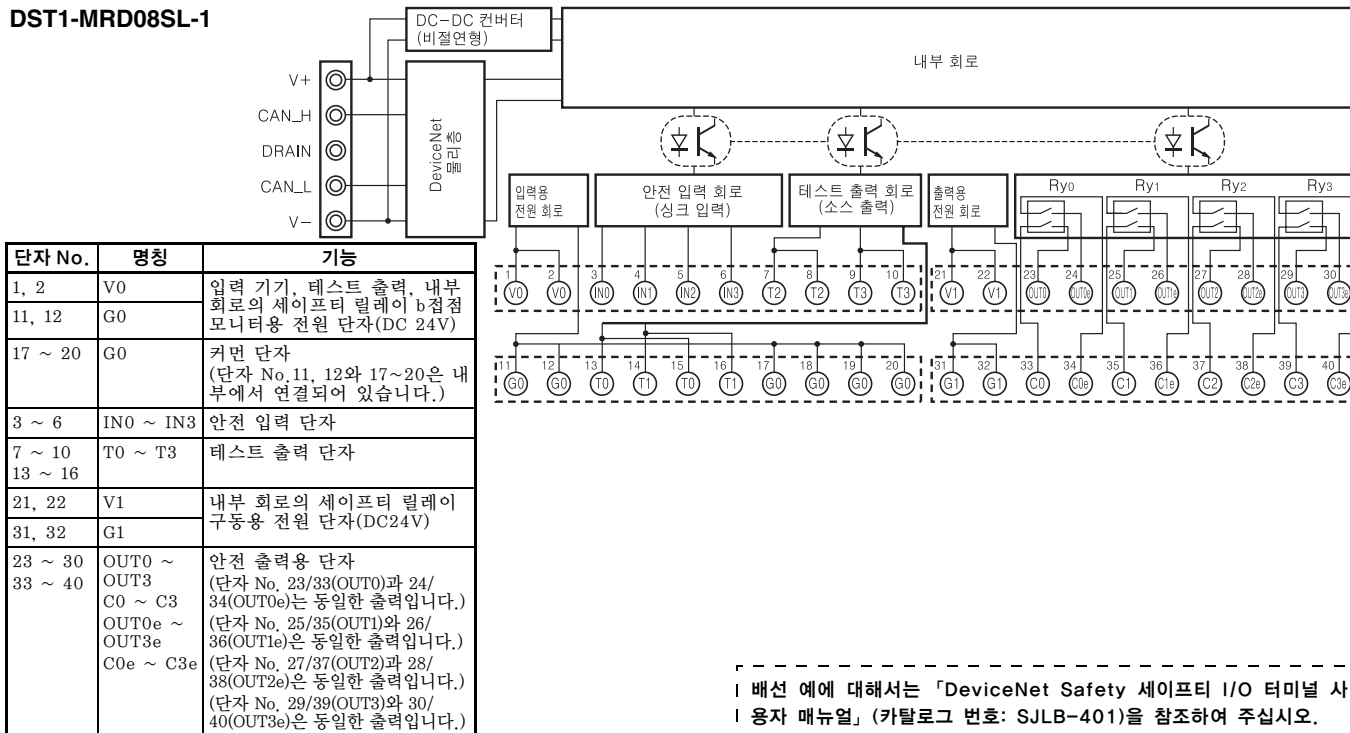 DST1-MRD08SL-1
DC-DC 컨버터
(비절연형)
내부 회로
V+
CAN_H
DRAIN
CAN_L
V-
DeviceNet
물리층
입력용
전원 회로
안전 입력 회로
(싱크 입력)
테스트 출력 회로
(소스 출력)
출력용
전원 회로
Ry0
Ry1
Ry2
Ry3
1 2 3 4 5 6 7 8 9 10
V0 V0 IN0 IN1 IN2 IN3 T2 T2 T3 T3
21 22 23 24 25 26 27 28 29 30
V1 V1 OUT0 OUT0e OUT1 OUT1e OUT2 OUT2e OUT3 OUT3e
11 12 13 14 15 16 17 18 19 20
G0 G0 T0 T1 T0 T1 G0 G0 G0 G0
31 32 33 34 35 36 37 38 39 40
G1 G1 C0 C0e C1 C1e C2 C2e C3 C3e
단자 No. 명칭 기능
1, 2 V0 입력 기기, 테스트 출력, 내부
회로의 세이프티 릴레이 b접점
11, 12 G0 모니터용 전원 단자(DC 24V)
17 ~ 20 G0 커먼 단자
(단자 No.11, 12와 17~20은 내
부에서 연결되어 있습니다.)
3 ~ 6 IN0 ~ IN3 안전 입력 단자
7 ~ 10 T0 ~ T3 테스트 출력 단자
13 ~ 16
21, 22 V1 내부 회로의 세이프티 릴레이
구동용 전원 단자(DC24V)
31, 32 G1
23 ~ 30 OUT0 ~ 안전 출력용 단자
33 ~ 40 OUT3 (단자 No. 23/33(OUT0)과 24/
C0 ~ C3 34(OUT0e)는 동일한 출력입니다.)
OUT0e ~ (단자 No. 25/35(OUT1)와 26/
OUT3e 36(OUT1e)은 동일한 출력입니다.)
C0e ~ C3e (단자 No. 27/37(OUT2)과 28/
38(OUT2e)은 동일한 출력입니다.)
(단자 No. 29/39(OUT3)와 30/
40(OUT3e)은 동일한 출력입니다.)
배선 예에 대해서는 「DeviceNet Safety 세이프티 I/O 터미널 사
용자 매뉴얼」(카탈로그 번호: SJLB-401)을 참조하여 주십시오.